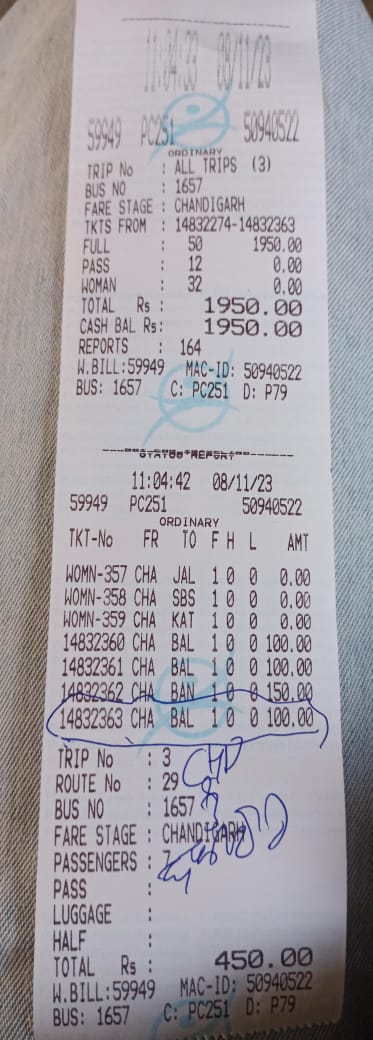 11:04:33 08/11/23
59949 PC251 50940522
ORDINARY
TRIP No : ALL TRIPS (3)
BUS NO : 1657
FARE STAGE : CHANDIGARH
TKTS FROM : 14832274-14832363
FULL : 50 1950.00
PASS : 12 0.00
WOMAN : 32 0.00
TOTAL Rs : 1950.00
CASH BAL Rs: 1950.00
REPORTS : 164
W.BILL:59949 MAC-ID: 50940522
BUS: 1657 C: PC251 D: P79
STATUS REPORT
11:04:42 08/11/23
59949 PC251 50940522
ORDINARY
TKT-No FR TO F H L AMT
WOMN-357 CHA JAL 1 0 0 0.00
WOMN-358 CHA SBS 1 0 0 0.00
WOMN-359 CHA KAT 1 0 0 0.00
14832360 CHA BAL 1 0 0 100.00
14832361 CHA BAL 1 0 0 100.00
14832362 CHA BAN 1 0 0 150.00
14832363 CHA BAL 1 0 0 100.00
TRIP No : 3
CHD
ROUTE No : 29
BUS NO : 1657
FARE STAGE : CHANDIGARH
PASSENGERS : 7
PASS :
LUGGAGE :
HALF :
TOTAL Rs : 450.00
W.BILL:59949 MAC-ID: 50940522
BUS: 1657 C: PC251 D: P79